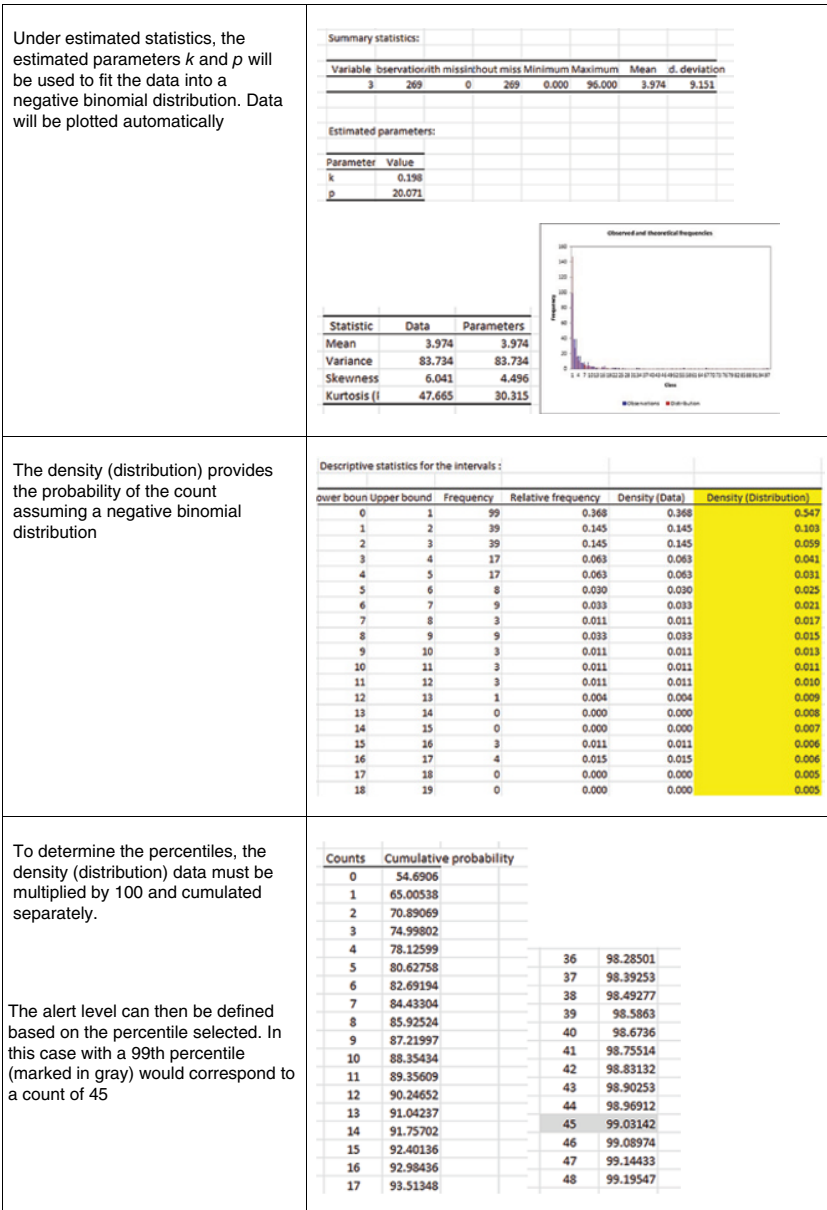 Under estimated statistics, the
estimated parameters k and p will
be used to fit the data into a
negative binomial distribution. Data
will be plotted automatically
Summary statistics:
Variable bservation ith missin thout miss Minimum Maximum Mean d. deviation
3 269 0 269 0.000 96.000 3.974 9.151
Estimated parameters:
Parameter Value
k 0.198
p 20.071
Observed and theoretical frequencies
160
140
120
100
80
60
40
20
0
Frequency
Class
Observations Distribution
Statistic Data Parameters
Mean 3.974 3.974
Variance 83.734 83.734
Skewness 6.041 4.496
Kurtosis (I 47.665 30.315
The density (distribution) provides
the probability of the count
assuming a negative binomial
distribution
Descriptive statistics for the intervals :
ower boun Upper bound Frequency Relative frequency Density (Data) Density (Distribution)
0 1 99 0.368 0.368 0.547
1 2 39 0.145 0.145 0.103
2 3 39 0.145 0.145 0.059
3 4 17 0.063 0.063 0.041
4 5 17 0.063 0.063 0.031
5 6 8 0.030 0.030 0.025
6 7 9 0.033 0.033 0.021
7 8 3 0.011 0.011 0.017
8 9 9 0.033 0.033 0.015
9 10 3 0.011 0.011 0.013
10 11 3 0.011 0.011 0.011
11 12 3 0.011 0.011 0.010
12 13 1 0.004 0.004 0.009
13 14 0 0.000 0.000 0.008
14 15 0 0.000 0.000 0.007
15 16 3 0.011 0.011 0.006
16 17 4 0.015 0.015 0.006
17 18 0 0.000 0.000 0.005
18 19 0 0.000 0.000 0.005
To determine the percentiles, the
density (distribution) data must be
multiplied by 100 and cumulated
separately.
The alert level can then be defined
based on the percentile selected. In
this case with a 99th percentile
(marked in gray) would correspond to
a count of 45
Counts Cumulative probability
0 54.6906
1 65.00538
2 70.89069
3 74.99802
4 78.12599
5 80.62758
6 82.69194
7 84.43304
8 85.92524
9 87.21997
10 88.35434
11 89.35609
12 90.24652
13 91.04237
14 91.75702
15 92.40136
16 92.98436
17 93.51348
36 98.28501
37 98.39253
38 98.49277
39 98.5863
40 98.6736
41 98.75514
42 98.83132
43 98.90253
44 98.96912
45 99.03142
46 99.08974
47 99.14433
48 99.19547